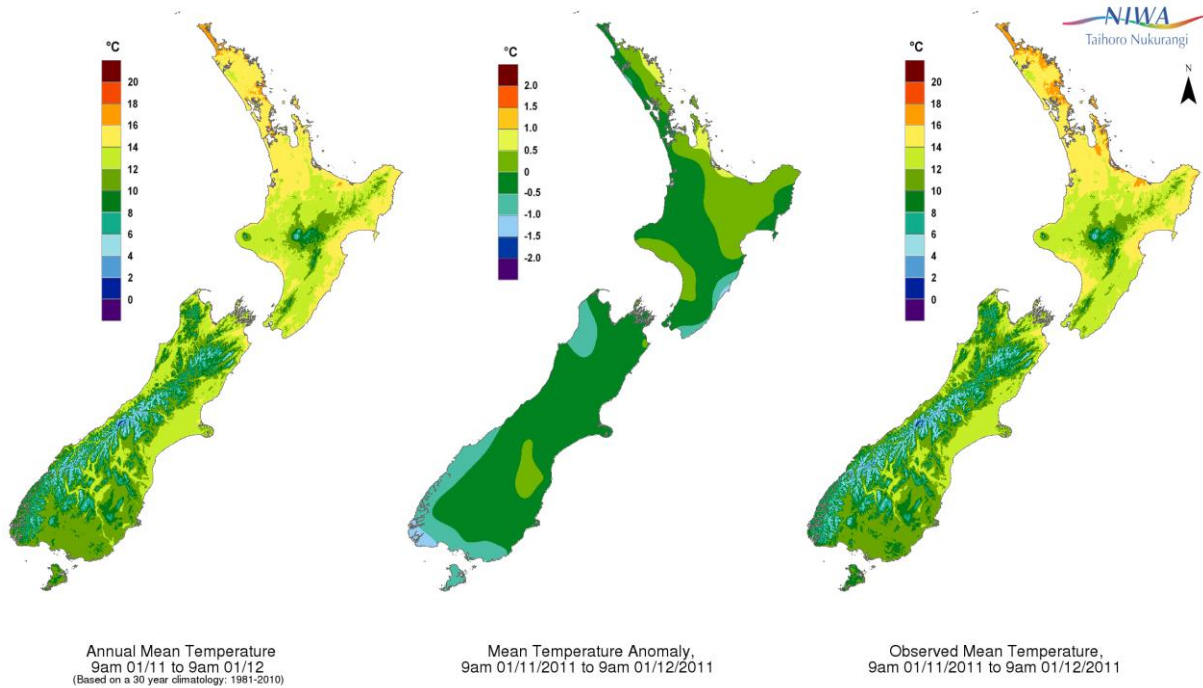 NIWA
Taihoro Nukurangi
N
°C
20
18
16
14
12
10
8
6
4
2
0
°C
2.0
1.5
1.0
0.5
0
-0.5
-1.0
-1.5
-2.0
°C
20
18
16
14
12
10
8
6
4
2
0
Annual Mean Temperature
9am 01/11 to 9am 01/12
(Based on a 30 year climatology: 1981-2010)
Mean Temperature Anomaly,
9am 01/11/2011 to 9am 01/12/2011
Observed Mean Temperature,
9am 01/11/2011 to 9am 01/12/2011